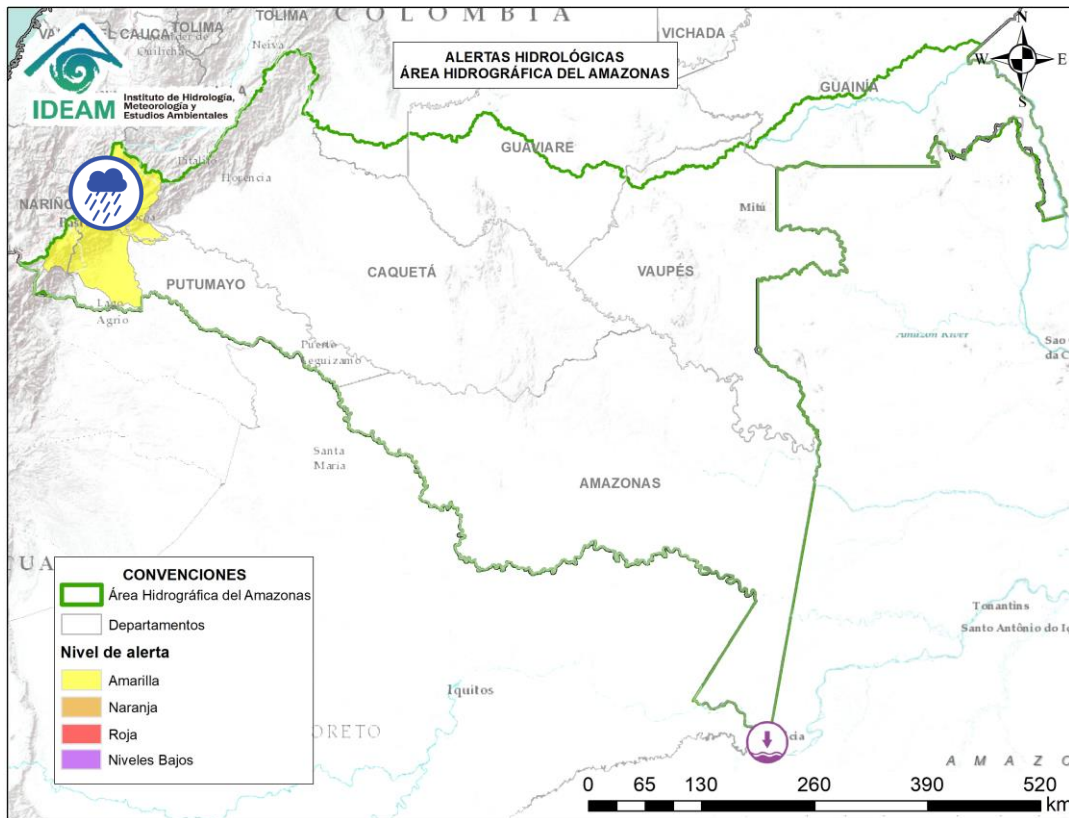 COLOMBIA
TOLIMA
TOLIMA
Neiva
VICHADA
ALERTAS HIDROLÓGICAS
ÁREA HIDROGRÁFICA DEL AMAZONAS
N
W
E
S
IDEAM
Instituto de Hidrología,
Meteorología y
Estudios Ambientales
GUAINÍA
GUAVIARE
Florencia
NARIÑO
Mitú
CAQUETÁ
VAUPÉS
PUTUMAYO
Lago
Agrio
Amazon River
Puerto
Santa
Maria
AMAZONAS
CONVENCIONES
Área Hidrográfica del Amazonas
Departamentos
Nivel de alerta
Amarilla
Naranja
Roja
Niveles Bajos
Tonantins
Santo Antônio do
Iquitos
0 65 130 260 390 520
km